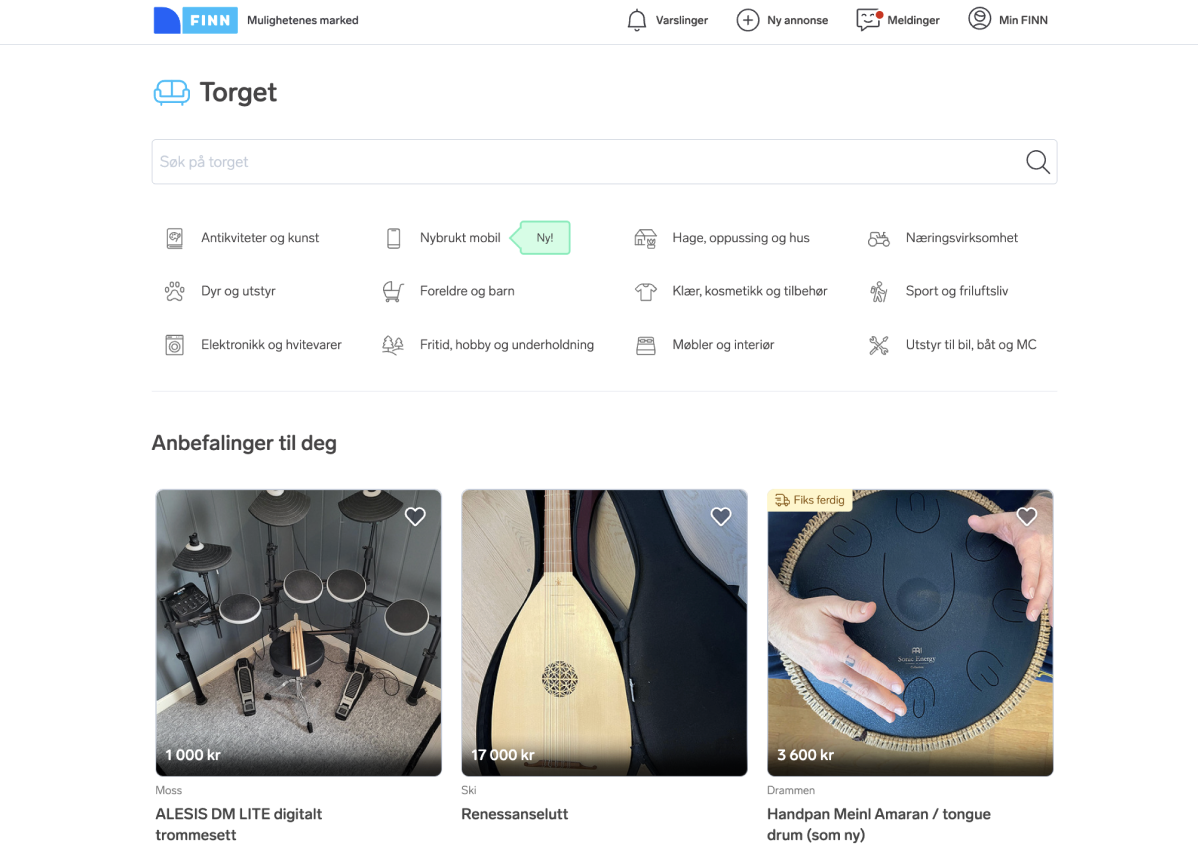 FINN Mulighetenes marked Varslinger Ny annonse Meldinger Min FINN
Torget
Søk på torget
Antikviteter og kunst Nybrukt mobil Ny! Hage, oppussing og hus Næringsvirksomhet
Dyr og utstyr Foreldre og barn Klær, kosmetikk og tilbehør Sport og friluftsliv
Elektronikk og hvitevarer Fritid, hobby og underholdning Møbler og interiør Utstyr til bil, båt og MC
Anbefalinger til deg
Fiks ferdig
Sonic Energy
1 000 kr 17 000 kr 3 600 kr
Moss Ski Drammen
ALESIS DM LITE digitalt Renessanselutt Handpan Meinl Amaran / tongue
trommesett drum (som ny)